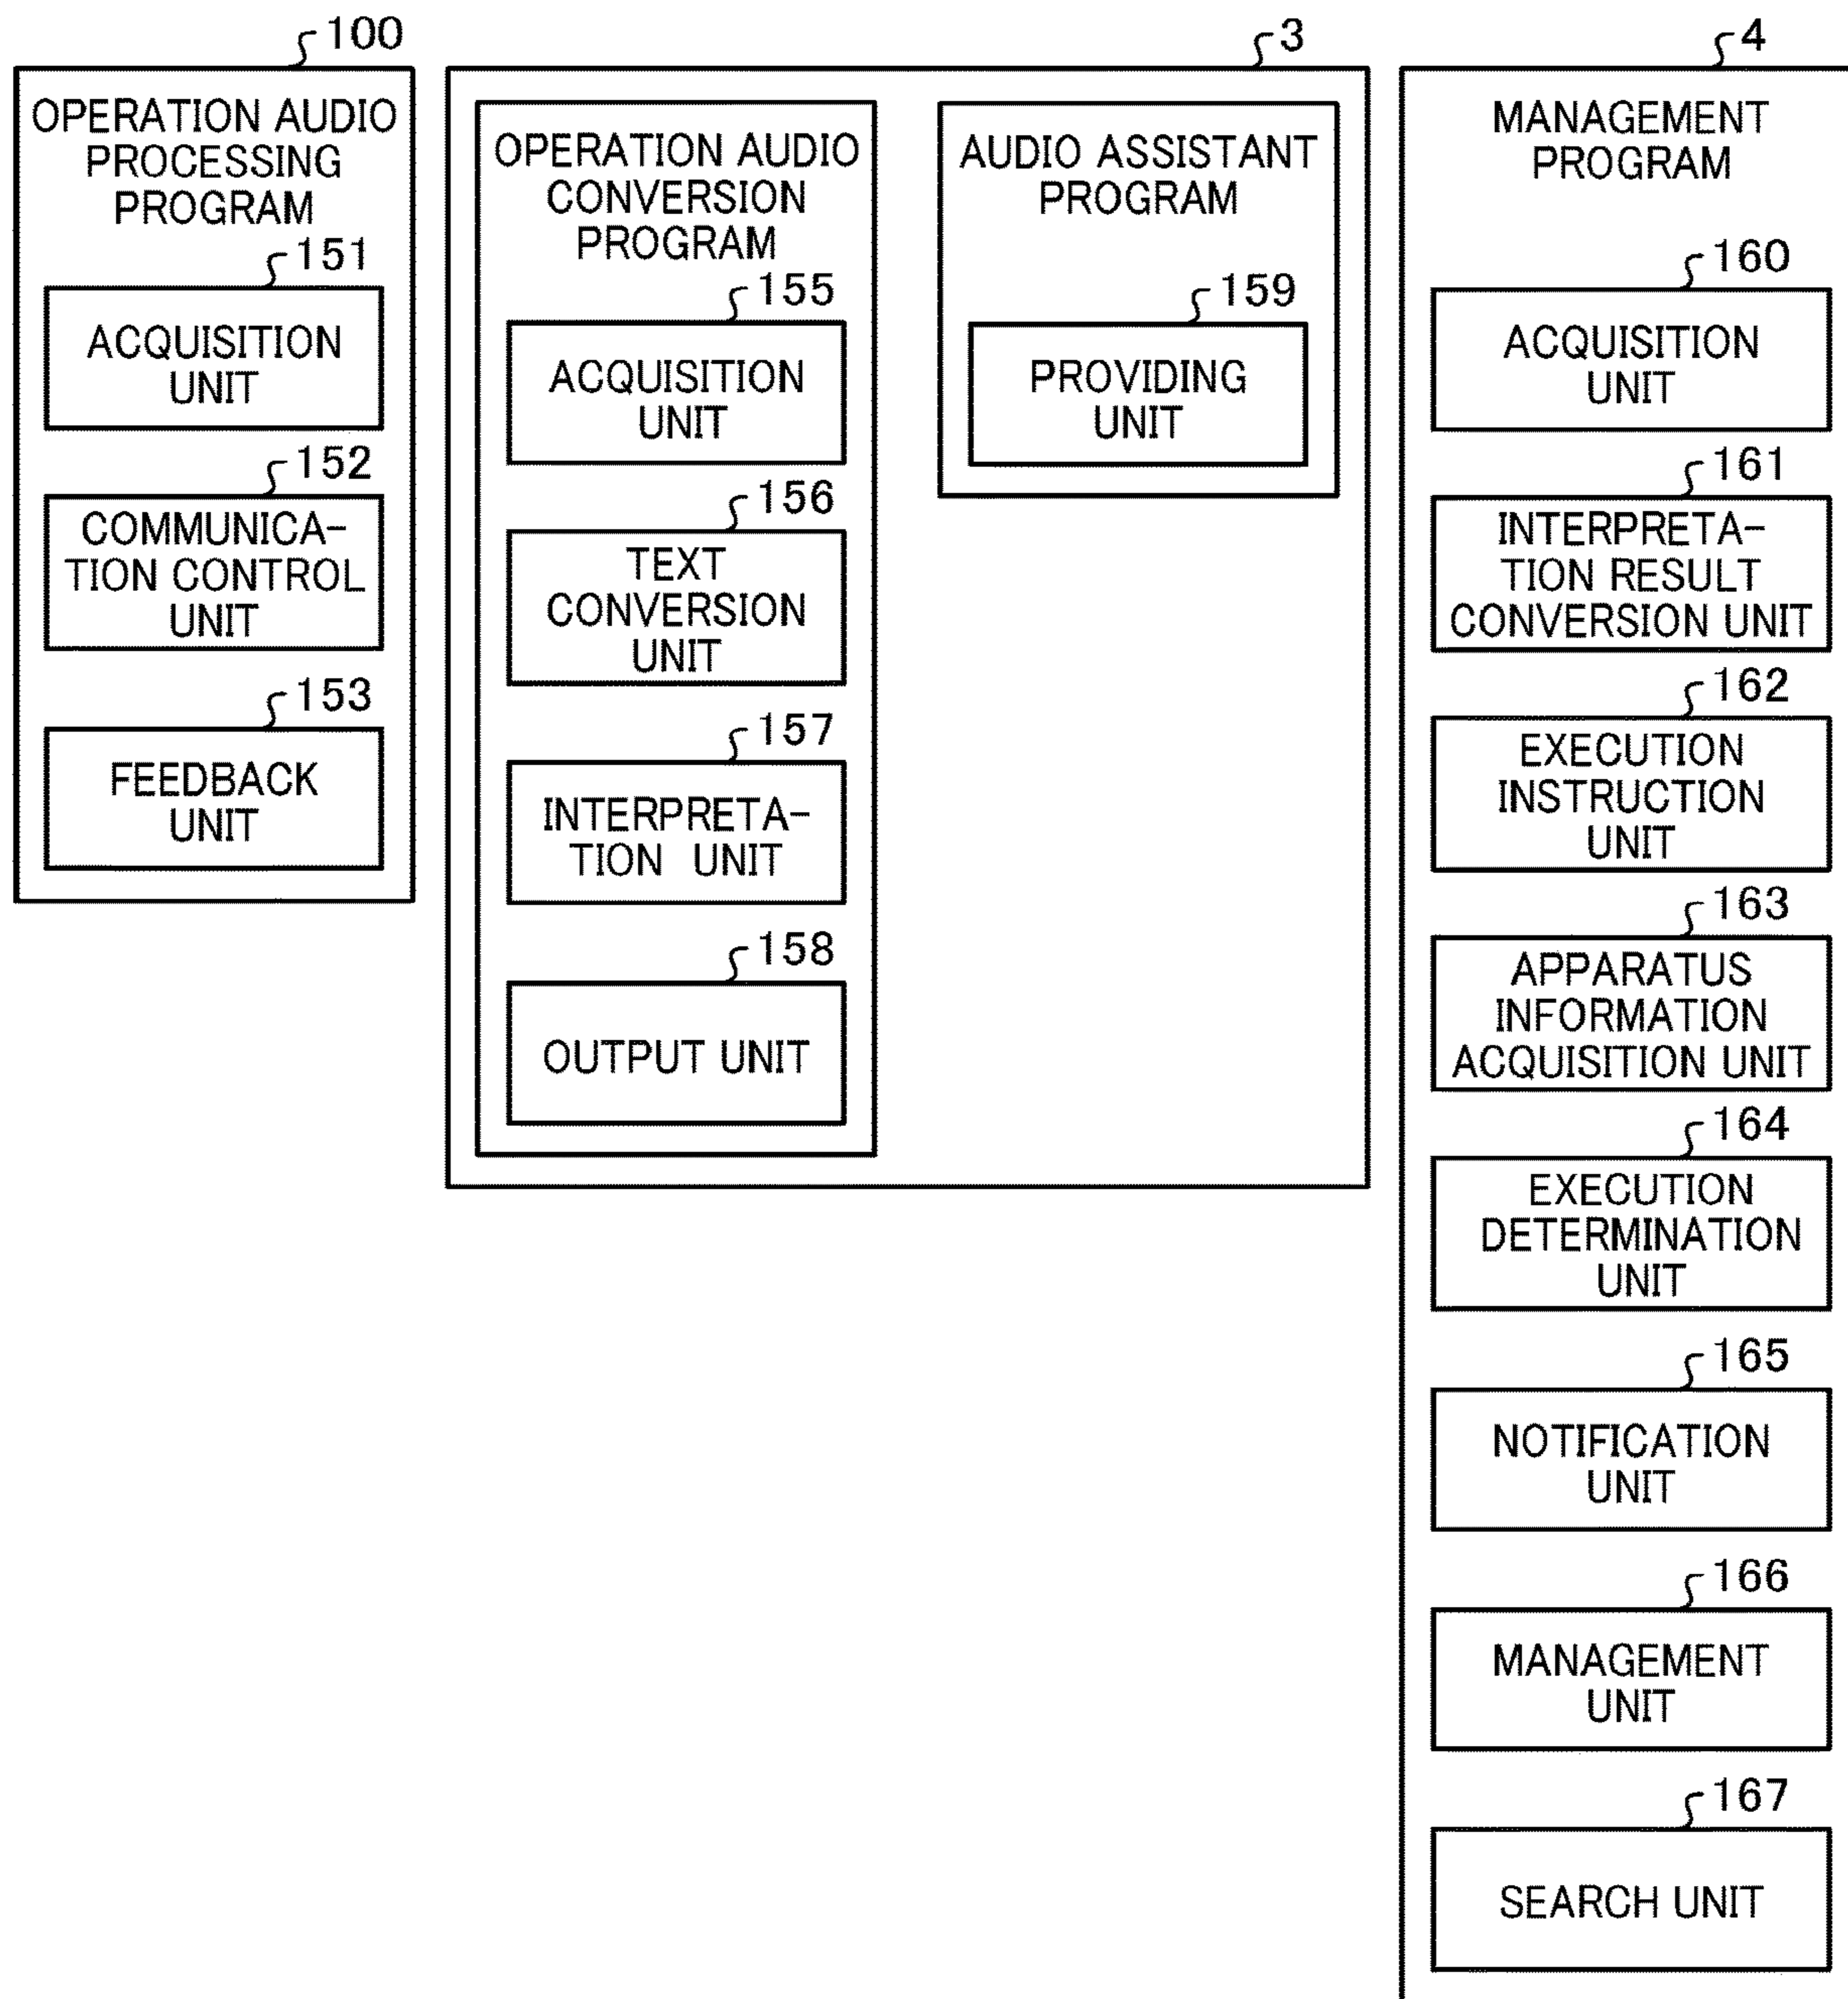 100
OPERATION AUDIO
PROCESSING
PROGRAM
151
ACQUISITION
UNIT
152
COMMUNICA-
TION CONTROL
UNIT
153
FEEDBACK
UNIT
3
OPERATION AUDIO
CONVERSION
PROGRAM
155
ACQUISITION
UNIT
156
TEXT
CONVERSION
UNIT
157
INTERPRETA-
TION UNIT
158
OUTPUT UNIT
AUDIO ASSISTANT
PROGRAM
159
PROVIDING
UNIT
4
MANAGEMENT
PROGRAM
160
ACQUISITION
UNIT
161
INTERPRETA-
TION RESULT
CONVERSION UNIT
162
EXECUTION
INSTRUCTION
UNIT
163
APPARATUS
INFORMATION
ACQUISITION UNIT
164
EXECUTION
DETERMINATION
UNIT
165
NOTIFICATION
UNIT
166
MANAGEMENT
UNIT
167
SEARCH UNIT